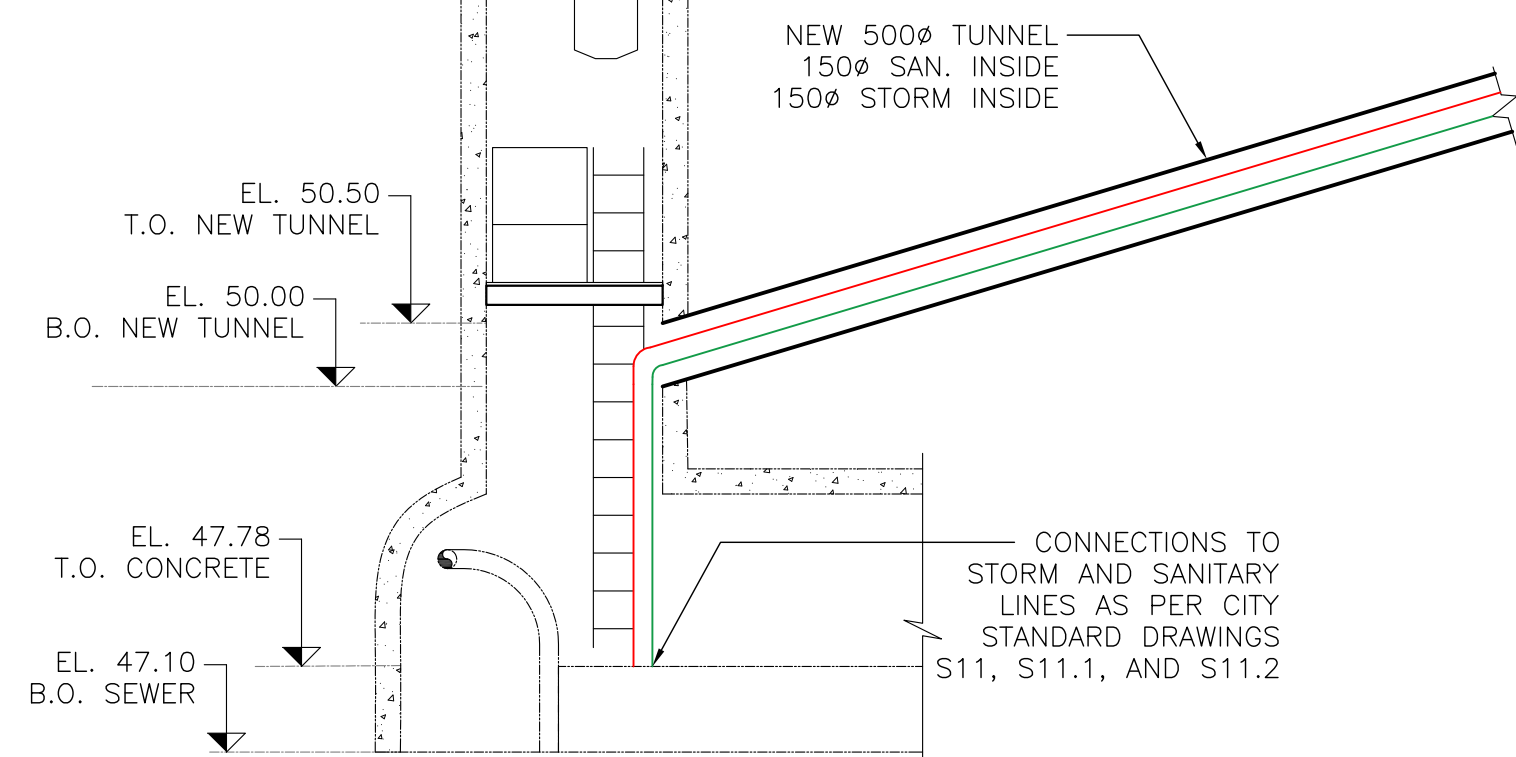 NEW 500Ø TUNNEL
150Ø SAN. INSIDE
150Ø STORM INSIDE
EL. 50.50
T.O. NEW TUNNEL
EL. 50.00
B.O. NEW TUNNEL
EL. 47.78
T.O. CONCRETE
EL. 47.10
B.O. SEWER
CONNECTIONS TO
STORM AND SANITARY
LINES AS PER CITY
STANDARD DRAWINGS
S11, S11.1, AND S11.2